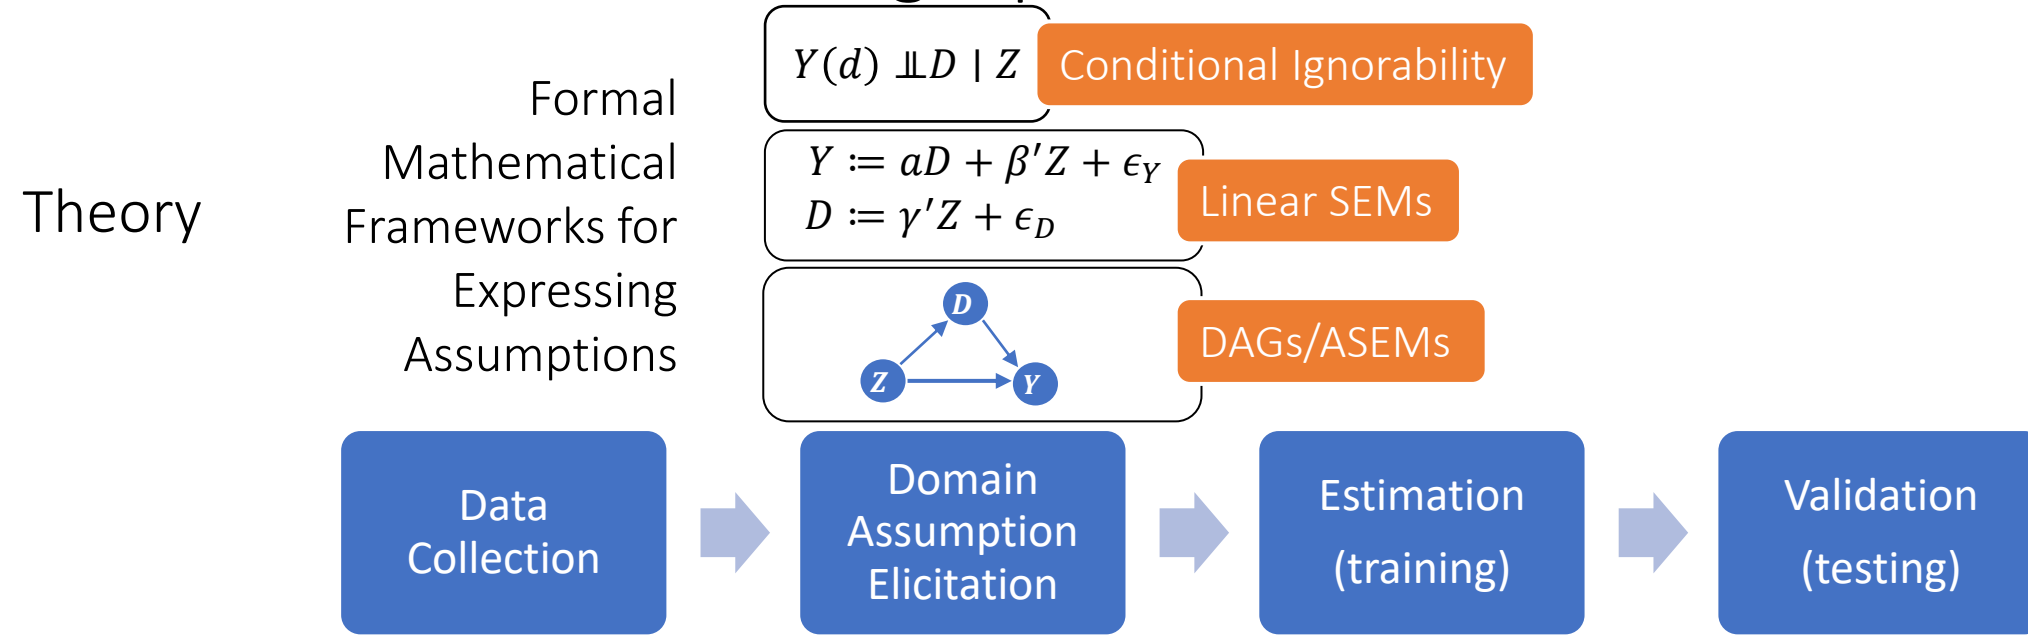 Theory
Formal
Mathematical
Frameworks for
Expressing
Assumptions
Y(d) ⫫D | Z
Conditional Ignorability
Y ≔ aD + β′Z + ϵ_Y
D ≔ γ′Z + ϵ_D
Linear SEMs
D
Z
Y
DAGs/ASEMs
Data
Collection
Domain
Assumption
Elicitation
Estimation
(training)
Validation
(testing)